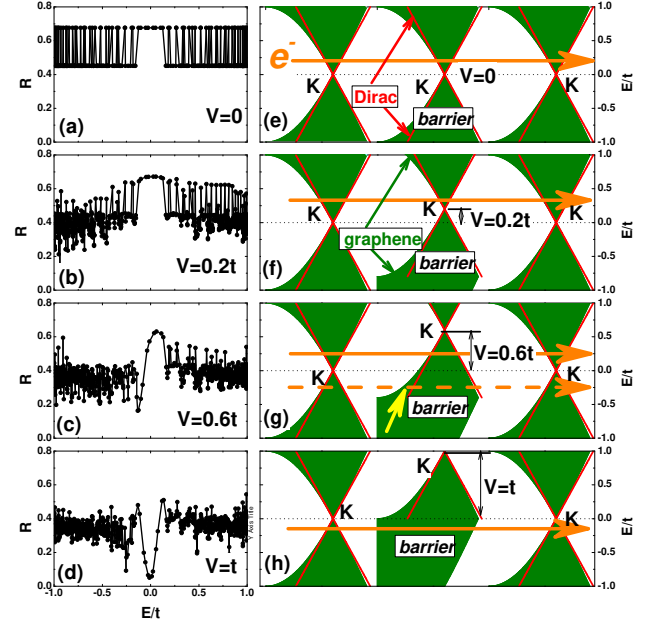 0.8
0.6
0.4
0.2
0.0
R
(a)
V=0
e-
K
V=0
K
K
Dirac
barrier
(e)
1.0
0.5
0.0
-0.5
-1.0
E/t
0.8
0.6
0.4
0.2
0.0
R
(b)
V=0.2t
K
K
K
V=0.2t
graphene
barrier
(f)
1.0
0.5
0.0
-0.5
-1.0
E/t
0.8
0.6
0.4
0.2
0.0
R
(c)
V=0.6t
K
K
K
V=0.6t
barrier
(g)
1.0
0.5
0.0
-0.5
-1.0
E/t
0.8
0.6
0.4
0.2
0.0
R
(d)
V=t
-1.0 -0.5 0.0 0.5 1.0
E/t
K
K
K
V=t
barrier
(h)
1.0
0.5
0.0
-0.5
-1.0
E/t